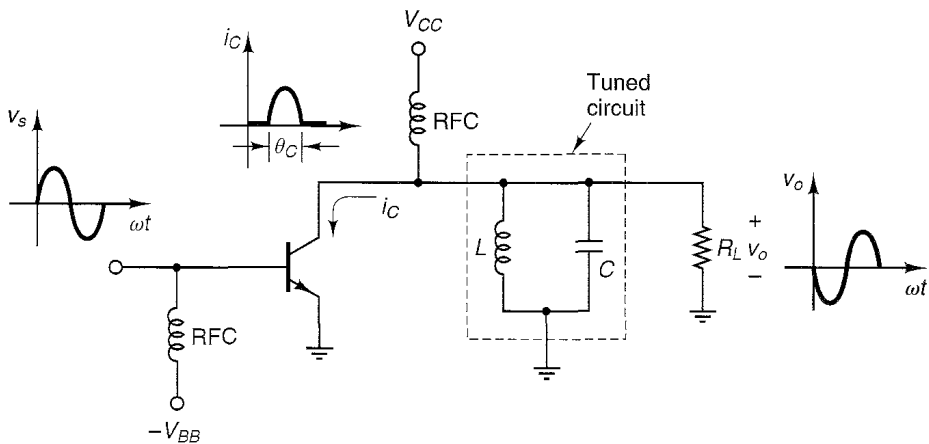 V_CC
i_C
Tuned
circuit
v_s
RFC
θ_C
v_o
i_C
ωt
L
C
R_L
+
v_o
−
ωt
RFC
−V_BB